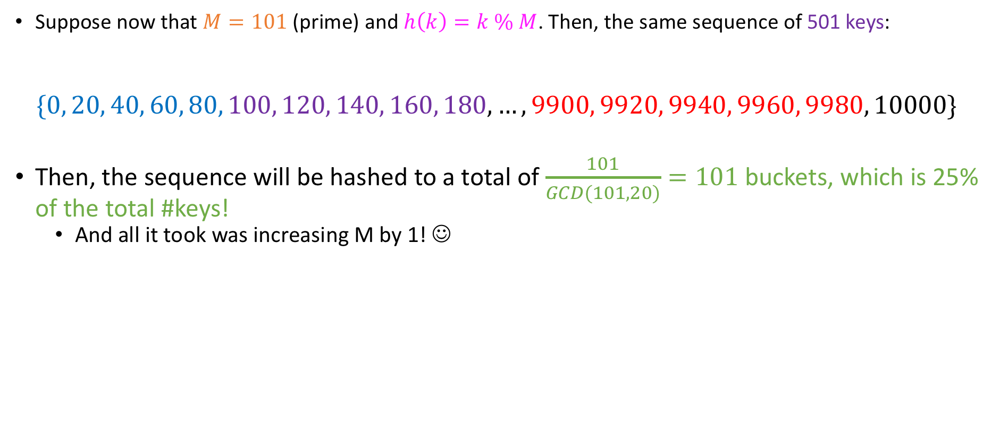 • Suppose now that M = 101 (prime) and h(k) = k % M. Then, the same sequence of 501 keys:
{0, 20, 40, 60, 80, 100, 120, 140, 160, 180, … , 9900, 9920, 9940, 9960, 9980, 10000}
• Then, the sequence will be hashed to a total of 101/GCD(101,20) = 101 buckets, which is 25%
of the total #keys!
• And all it took was increasing M by 1! ☺